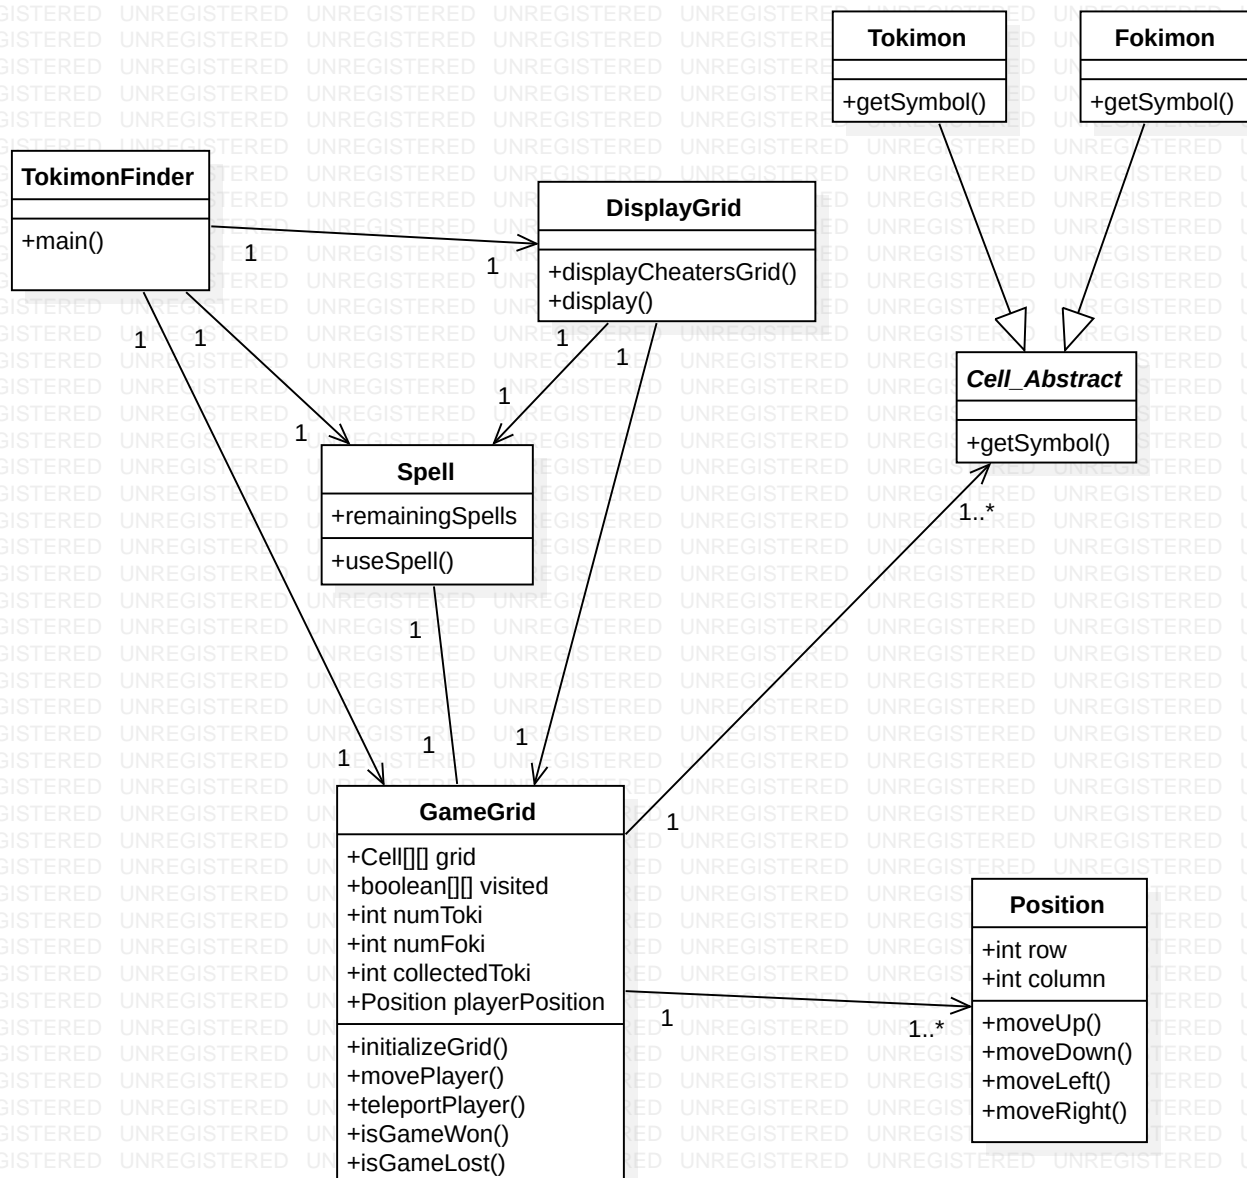 Tokimon
+getSymbol()
Fokimon
+getSymbol()
TokimonFinder
+main()
DisplayGrid
+displayCheatersGrid()
+display()
Cell_Abstract
+getSymbol()
Spell
+remainingSpells
+useSpell()
GameGrid
+Cell[][] grid
+boolean[][] visited
+int numToki
+int numFoki
+int collectedToki
+Position playerPosition
+initializeGrid()
+movePlayer()
+teleportPlayer()
+isGameWon()
+isGameLost()
Position
+int row
+int column
+moveUp()
+moveDown()
+moveLeft()
+moveRight()
1
1
1
1
1
1
1
1
1
1
1
1
1
1..*
1
1..*
UNREGISTERED